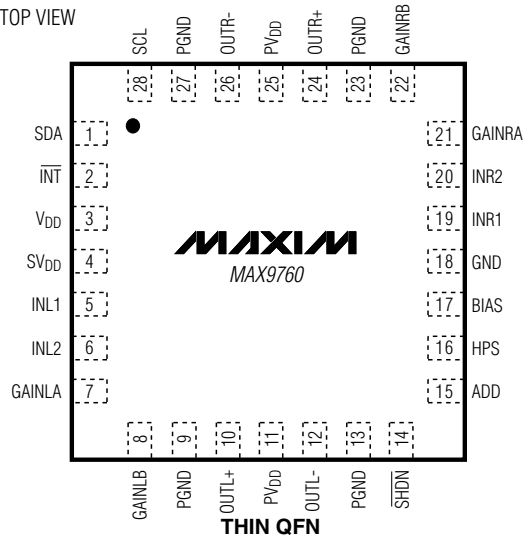 TOP VIEW
SCL
PGND
OUTR-
PVDD
OUTR+
PGND
GAINRB
28
27
26
25
24
23
22
SDA 1
INT 2
VDD 3
SVDD 4
INL1 5
INL2 6
GAINLA 7
21 GAINRA
20 INR2
19 INR1
18 GND
17 BIAS
16 HPS
15 ADD
MAXIM
MAX9760
8
9
10
11
12
13
14
GAINLB
PGND
OUTL+
PVDD
OUTL-
PGND
SHDN
THIN QFN